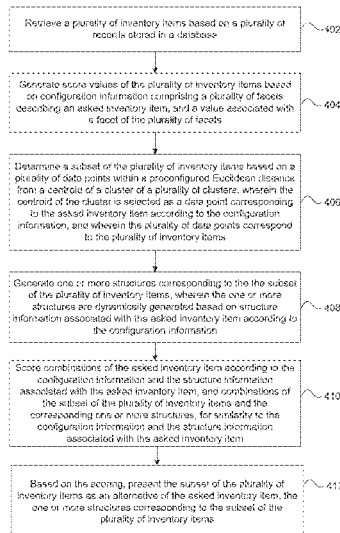 Retrieve a plurality of inventory items based on a plurality of
records stored in a database
402
Generate score values of the plurality of inventory items based
on configuration information comprising a plurality of facets
describing an asked inventory item, and a value associated with
a facet of the plurality of facets
404
Determine a subset of the plurality of inventory items based on a
plurality of data points within a preconfigured Euclidean distance
from a centroid of a cluster of a plurality of clusters, wherein the
centroid of the cluster is selected as a data point corresponding
to the asked inventory item according to the configuration
information, and wherein the plurality of data points correspond
to the plurality of inventory items
406
Generate one or more structures corresponding to the the subset
of the plurality of inventory items, wherein the one or more
structures are dynamically generated based on structure
information associated with the asked inventory item according to
the configuration information
408
Score combinations of the asked inventory item according to the
configuration information and the structure information
associated with the asked inventory item, and combinations of
the subset of the plurality of inventory items and the
corresponding one or more structures, for similarity to the
configuration information and the structure information
associated with the asked inventory item
410
Based on the scoring, present the subset of the plurality of
inventory items as an alternative of the asked inventory item, the
one or more structures corresponding to the subset of the
plurality of inventory items